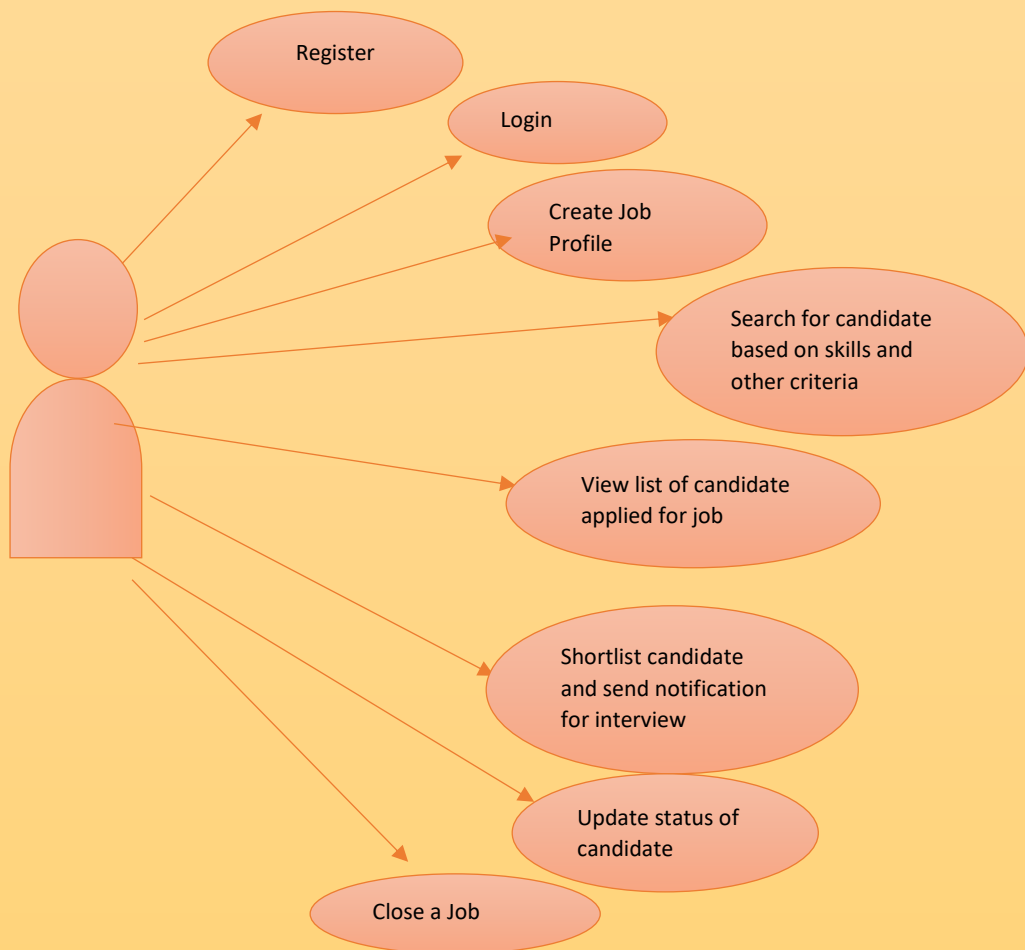 Register
Login
Create Job
Profile
Search for candidate
based on skills and
other criteria
View list of candidate
applied for job
Shortlist candidate
and send notification
for interview
Update status of
candidate
Close a Job